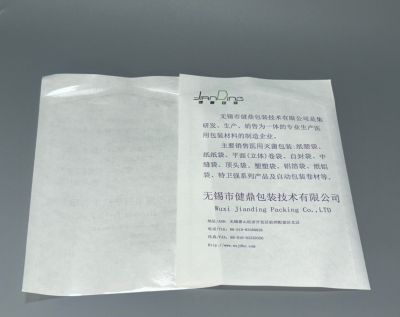 JianDing
无锡市健鼎包装技术有限公司是集
研发、生产、销售为一体的专业生产医
用包装材料的制造企业。
主要销售医用灭菌包装:纸塑袋、
纸纸袋、平面(立体)卷袋、自封袋、中
缝袋、顶头袋、塑塑袋、铝箔袋、纸铝
袋、特卫强系列产品及自动包装卷材等。
无锡市健鼎包装技术有限公司
Wuxi Jianding Packing Co.,LTD